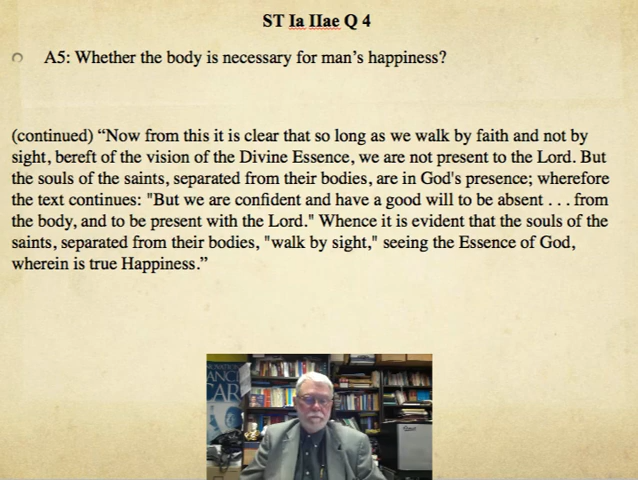 ST Ia IIae Q 4
A5: Whether the body is necessary for man’s happiness?
(continued) “Now from this it is clear that so long as we walk by faith and not by
sight, bereft of the vision of the Divine Essence, we are not present to the Lord. But
the souls of the saints, separated from their bodies, are in God's presence; wherefore
the text continues: "But we are confident and have a good will to be absent . . . from
the body, and to be present with the Lord." Whence it is evident that the souls of the
saints, separated from their bodies, "walk by sight," seeing the Essence of God,
wherein is true Happiness.”